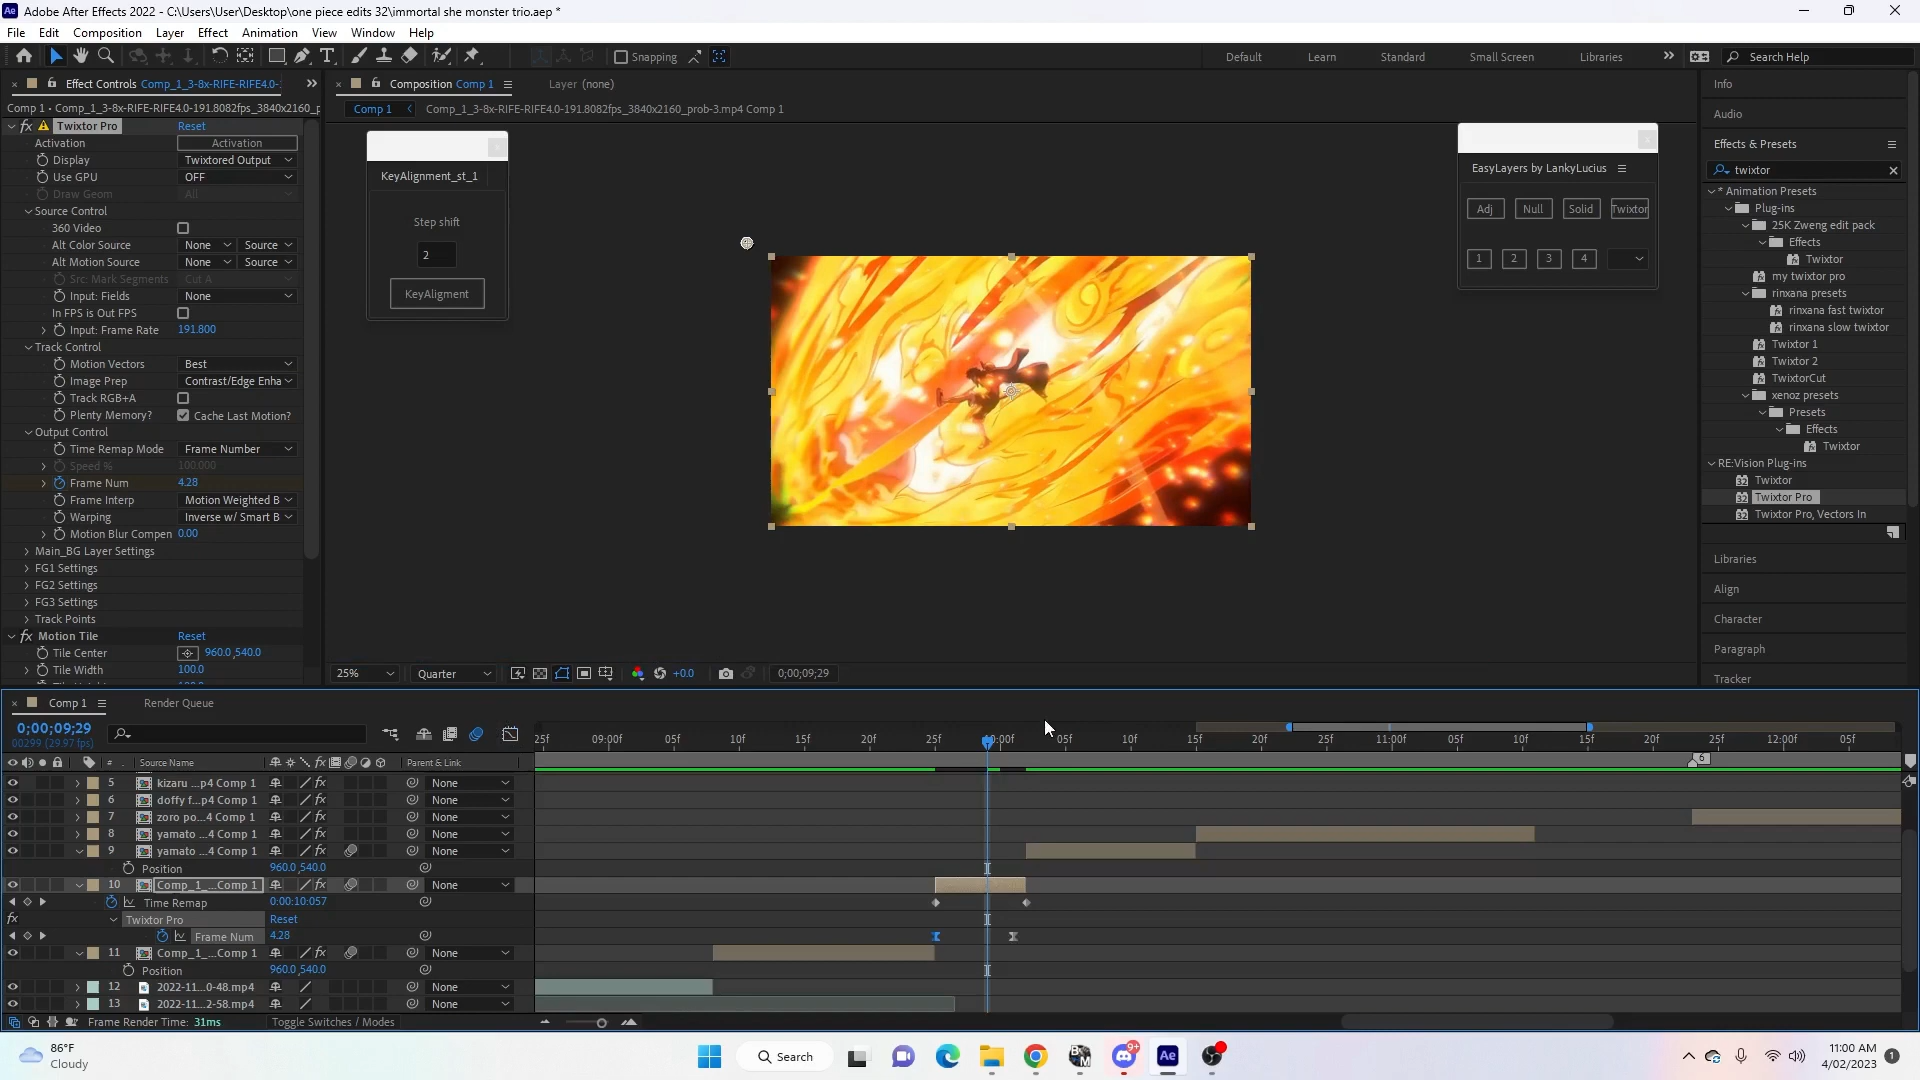 Adobe After Effects 2022 - C:\Users\User\Desktop\one piece edits 32\immortal she monster trio.aep *
File Edit Composition Layer Effect Animation View Window Help
Snapping
Default Learn Standard Small Screen Libraries
Search Help
Effect Controls Comp_1_3-8x-RIFE-RIFE4.0-
Comp 1 • Comp_1_3-8x-RIFE-RIFE4.0-191.8082fps_3840x2160_p
Twixtor Pro Reset
Activation Activation
Display Twixtored Output
Use GPU OFF
Draw Geom All
Source Control
360 Video
Alt Color Source None Source
Alt Motion Source None Source
Src: Mark Segments Cut A
Input: Fields None
In FPS is Out FPS
Input: Frame Rate 191.800
Track Control
Motion Vectors Best
Image Prep Contrast/Edge Enha
Track RGB+A
Plenty Memory? Cache Last Motion?
Output Control
Time Remap Mode Frame Number
Speed % 100.000
Frame Num 4.28
Frame Interp Motion Weighted B
Warping Inverse w/ Smart B
Motion Blur Compen 0.00
Main_BG Layer Settings
FG1 Settings
FG2 Settings
FG3 Settings
Track Points
Motion Tile Reset
Tile Center 960.0,540.0
Tile Width 100.0
Composition Comp 1
Layer (none)
Comp 1 Comp_1_3-8x-RIFE-RIFE4.0-191.8082fps_3840x2160_prob-3.mp4 Comp 1
KeyAlignment_st_1
Step shift
2
KeyAligment
EasyLayers by LankyLucius
Adj Null Solid Twixtor
1 2 3 4
25% Quarter +0.0 0;00;09;29
Info
Audio
Effects & Presets
twixtor
* Animation Presets
Plug-ins
25K Zweng edit pack
Effects
Twixtor
my twixtor pro
rinxana presets
rinxana fast twixtor
rinxana slow twixtor
Twixtor 1
Twixtor 2
TwixtorCut
xenoz presets
Presets
Effects
Twixtor
RE:Vision Plug-ins
Twixtor
Twixtor Pro
Twixtor Pro, Vectors In
Libraries
Align
Character
Paragraph
Tracker
Comp 1 Render Queue
0;00;09;29
00299 (29.97 fps)
25f 09:00f 05f 10f 15f 20f 25f 0:00f 05f 10f 15f 20f 25f 11:00f 05f 10f 15f 20f 25f 12:00f 05f
# Source Name Parent & Link
6
5 kizaru ...p4 Comp 1 None
6 doffy f...p4 Comp 1 None
7 zoro po...4 Comp 1 None
8 yamato ...4 Comp 1 None
9 yamato ...4 Comp 1 None
Position 960.0,540.0
10 Comp_1_...Comp 1 None
Time Remap 0:00:10:057
Twixtor Pro Reset
Frame Num 4.28
11 Comp_1_...Comp 1 None
Position 960.0,540.0
12 2022-11...0-48.mp4 None
13 2022-11...2-58.mp4 None
Frame Render Time: 31ms Toggle Switches / Modes
86°F
Cloudy
Search
9+
11:00 AM
4/02/2023
1